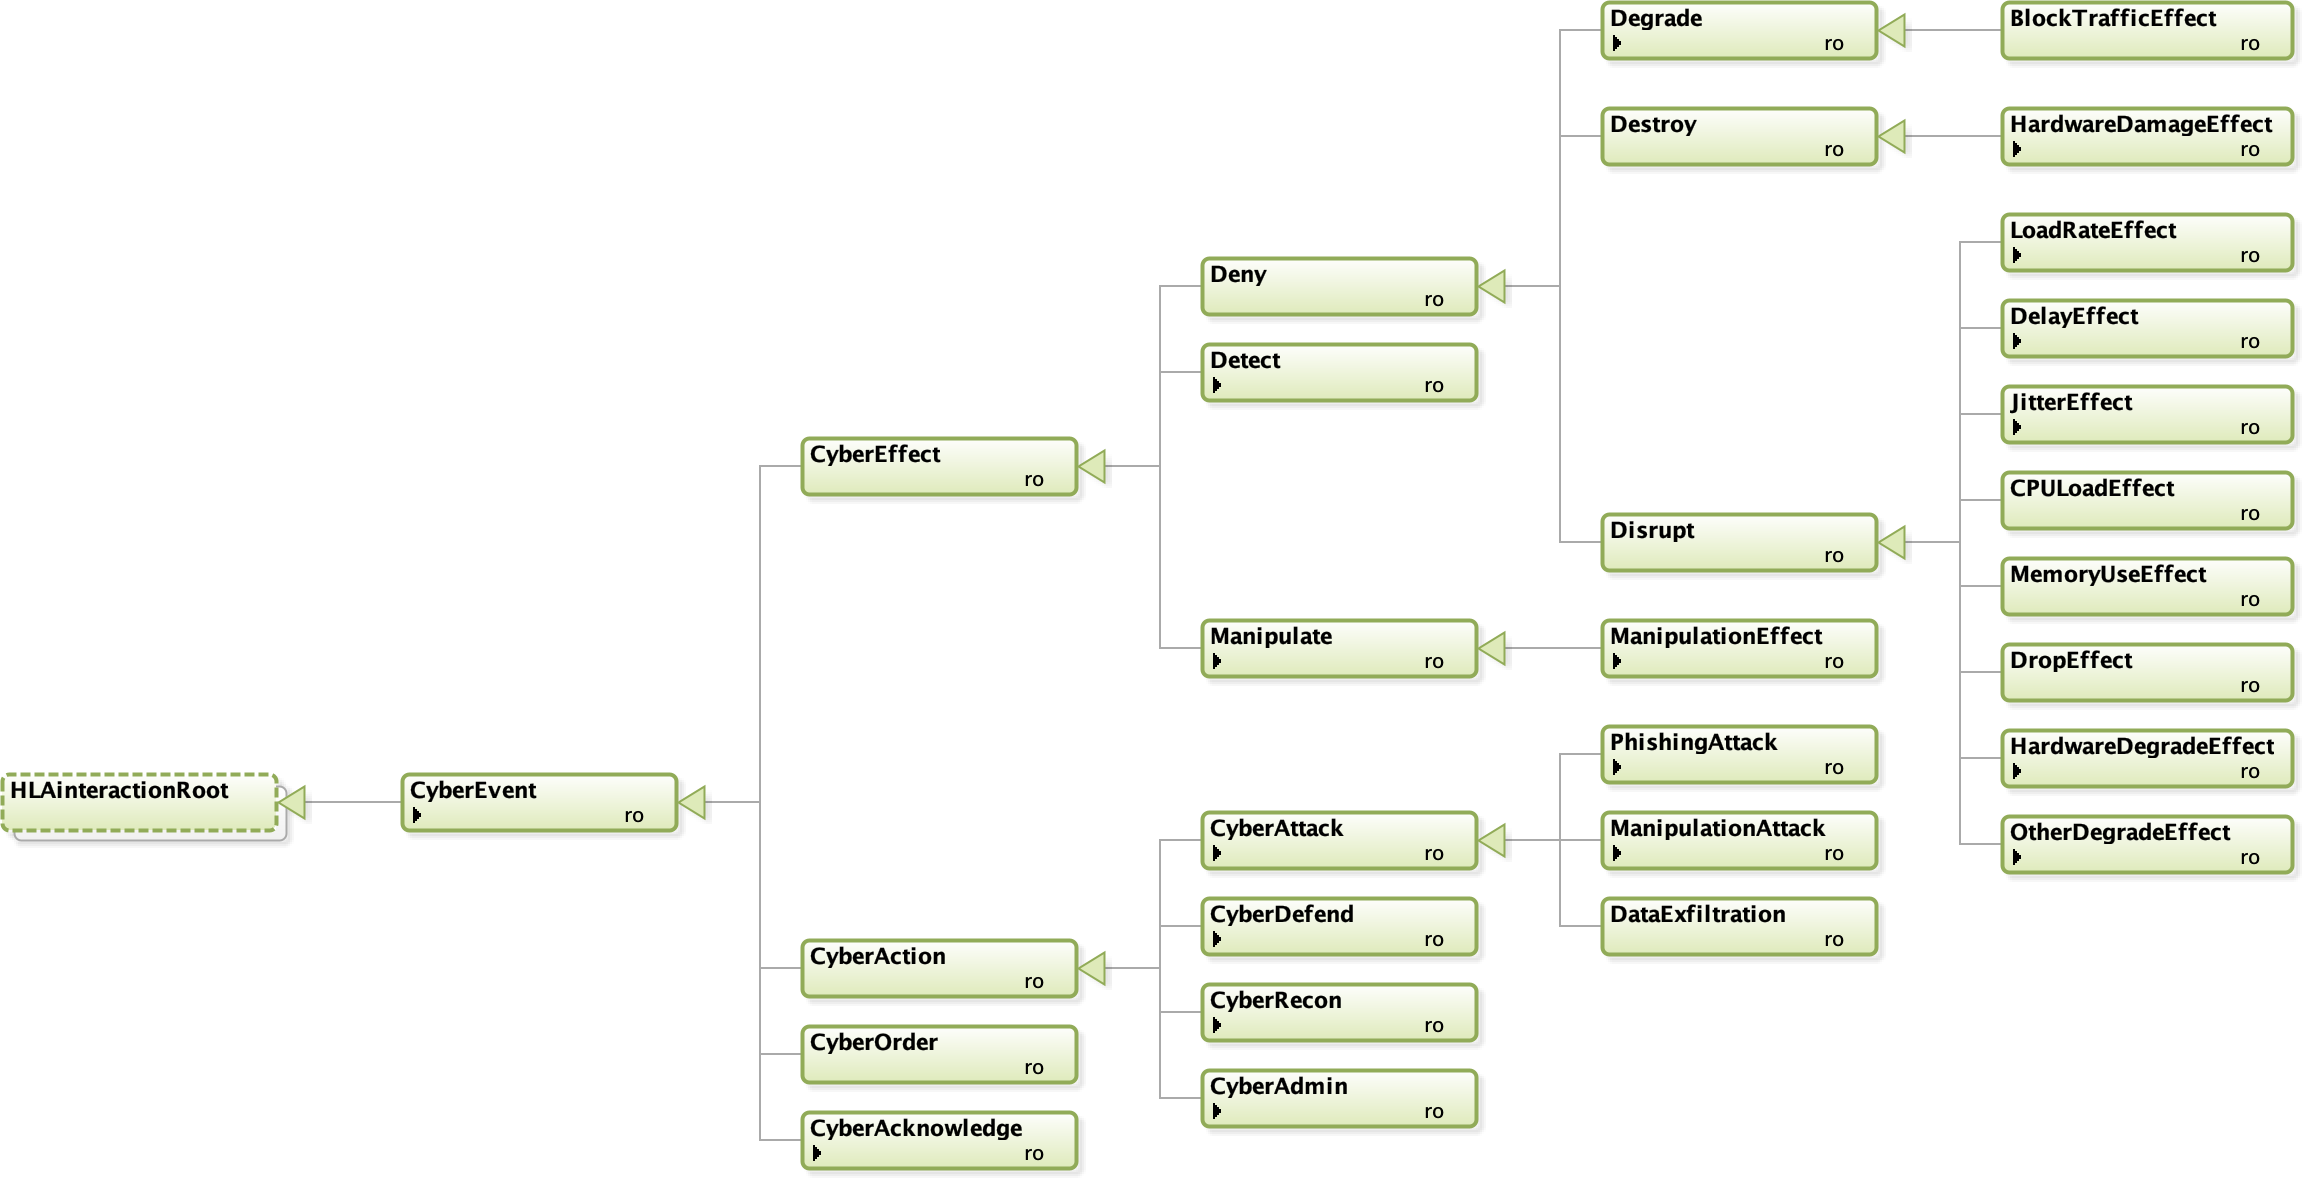 Degrade
ro
BlockTrafficEffect
ro
Destroy
ro
HardwareDamageEffect
ro
LoadRateEffect
ro
Deny
ro
DelayEffect
ro
Detect
ro
JitterEffect
ro
CyberEffect
ro
CPULoadEffect
ro
Disrupt
ro
MemoryUseEffect
ro
Manipulate
ro
ManipulationEffect
ro
DropEffect
ro
PhishingAttack
ro
HardwareDegradeEffect
ro
HLAinteractionRoot
CyberEvent
ro
CyberAttack
ro
ManipulationAttack
ro
OtherDegradeEffect
ro
CyberDefend
ro
DataExfiltration
ro
CyberAction
ro
CyberRecon
ro
CyberOrder
ro
CyberAdmin
ro
CyberAcknowledge
ro